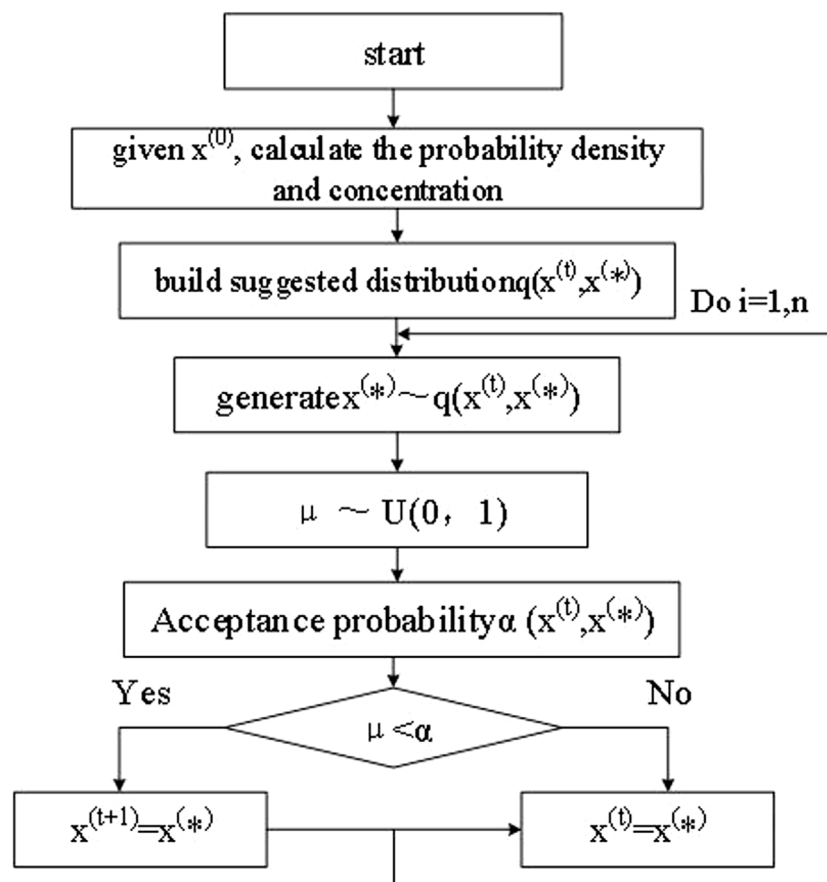 start
given x⁽⁰⁾, calculate the probability density
and concentration
build suggested distributionq(x⁽ᵗ⁾,x⁽*⁾)
Do i=1,n
generatex⁽*⁾~q(x⁽ᵗ⁾,x⁽*⁾)
μ ~ U(0, 1)
Acceptance probabilityα (x⁽ᵗ⁾,x⁽*⁾)
Yes
No
μ<α
x⁽ᵗ⁺¹⁾=x⁽*⁾
x⁽ᵗ⁾=x⁽*⁾